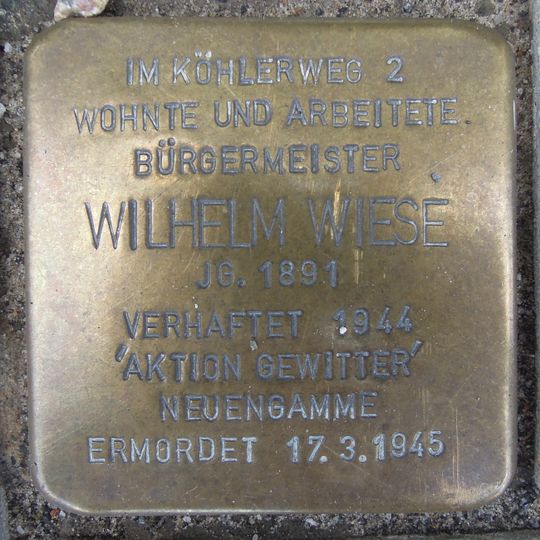 IM KÖHLERWEG 2
WOHNTE UND ARBEITETE
BÜRGERMEISTER
WILHELM WIESE
JG. 1891
VERHAFTET 1944
'AKTION GEWITTER'
NEUENGAMME
ERMORDET 17.3.1945